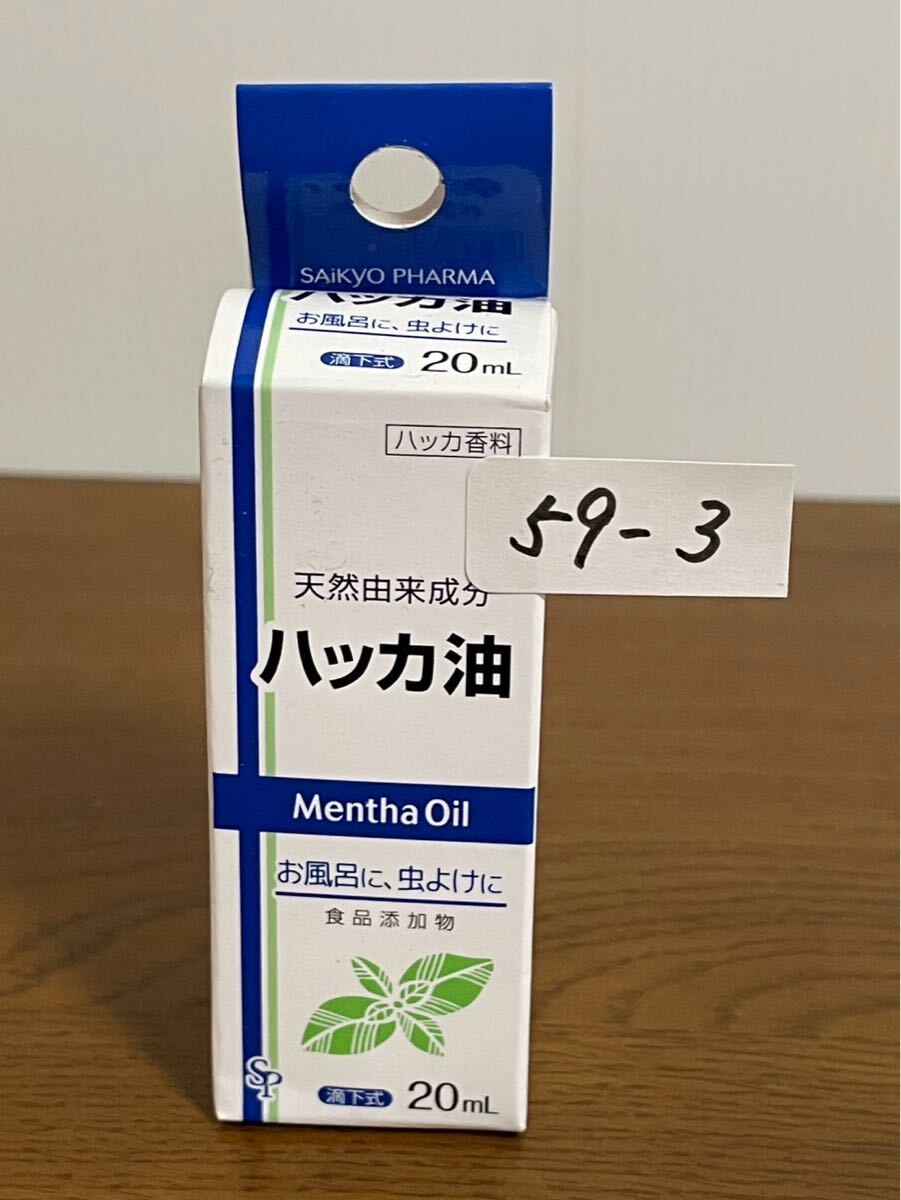 SAiKYO PHARMA
ハッカ油
お風呂に、虫よけに
滴下式 20mL
ハッカ香料
59-3
天然由来成分
ハッカ油
Mentha Oil
お風呂に、虫よけに
食品添加物
SP
滴下式 20mL